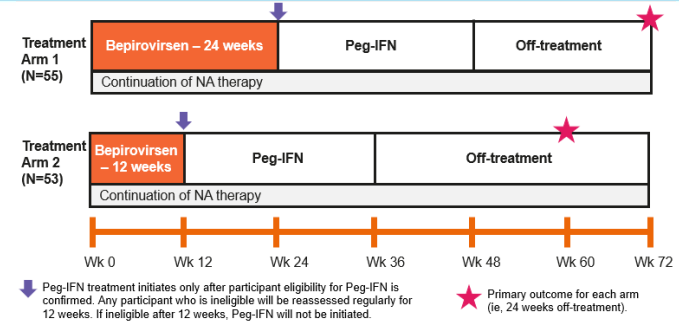 Treatment
Arm 1
(N=55)
Bepirovirsen – 24 weeks
Peg-IFN
Off-treatment
Continuation of NA therapy
Treatment
Arm 2
(N=53)
Bepirovirsen
– 12 weeks
Peg-IFN
Off-treatment
Continuation of NA therapy
Wk 0
Wk 12
Wk 24
Wk 36
Wk 48
Wk 60
Wk 72
Peg-IFN treatment initiates only after participant eligibility for Peg-IFN is
confirmed. Any participant who is ineligible will be reassessed regularly for
12 weeks. If ineligible after 12 weeks, Peg-IFN will not be initiated.
Primary outcome for each arm
(ie, 24 weeks off-treatment).